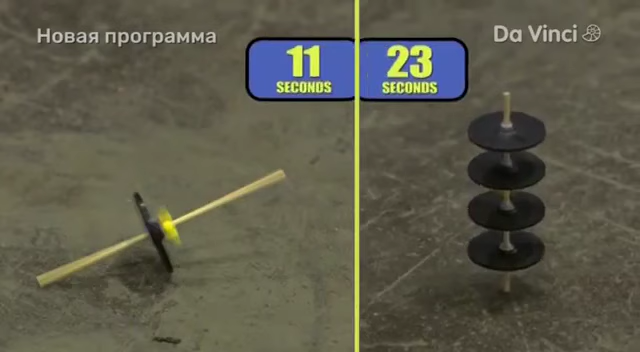 Новая программа
Da Vinci
11
SECONDS
23
SECONDS